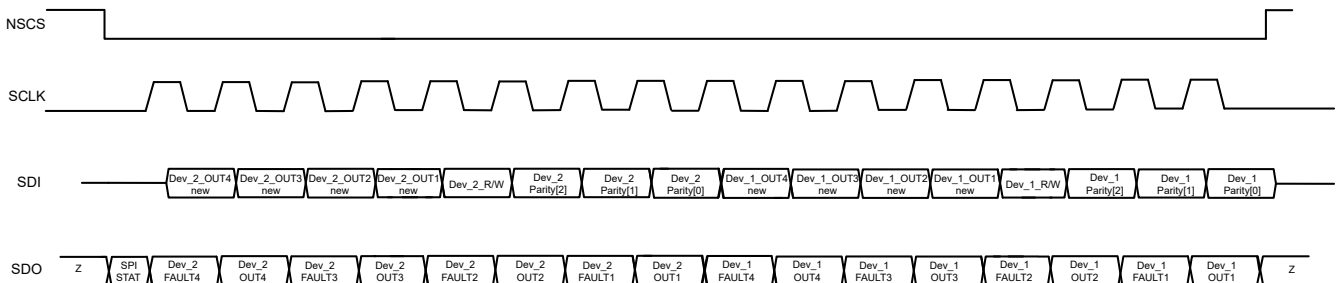 NSCS
SCLK
SDI
Dev_2_OUT4 new
Dev_2_OUT3 new
Dev_2_OUT2 new
Dev_2_OUT1 new
Dev_2_R/W
Dev_2 Parity[2]
Dev_2 Parity[1]
Dev_2 Parity[0]
Dev_1_OUT4 new
Dev_1_OUT3 new
Dev_1_OUT2 new
Dev_1_OUT1 new
Dev_1_R/W
Dev_1 Parity[2]
Dev_1 Parity[1]
Dev_1 Parity[0]
SDO
Z
SPI STAT
Dev_2 FAULT4
Dev_2 OUT4
Dev_2 FAULT3
Dev_2 OUT3
Dev_2 FAULT2
Dev_2 OUT2
Dev_2 FAULT1
Dev_2 OUT1
Dev_1 FAULT4
Dev_1 OUT4
Dev_1 FAULT3
Dev_1 OUT3
Dev_1 FAULT2
Dev_1 OUT2
Dev_1 FAULT1
Dev_1 OUT1
Z